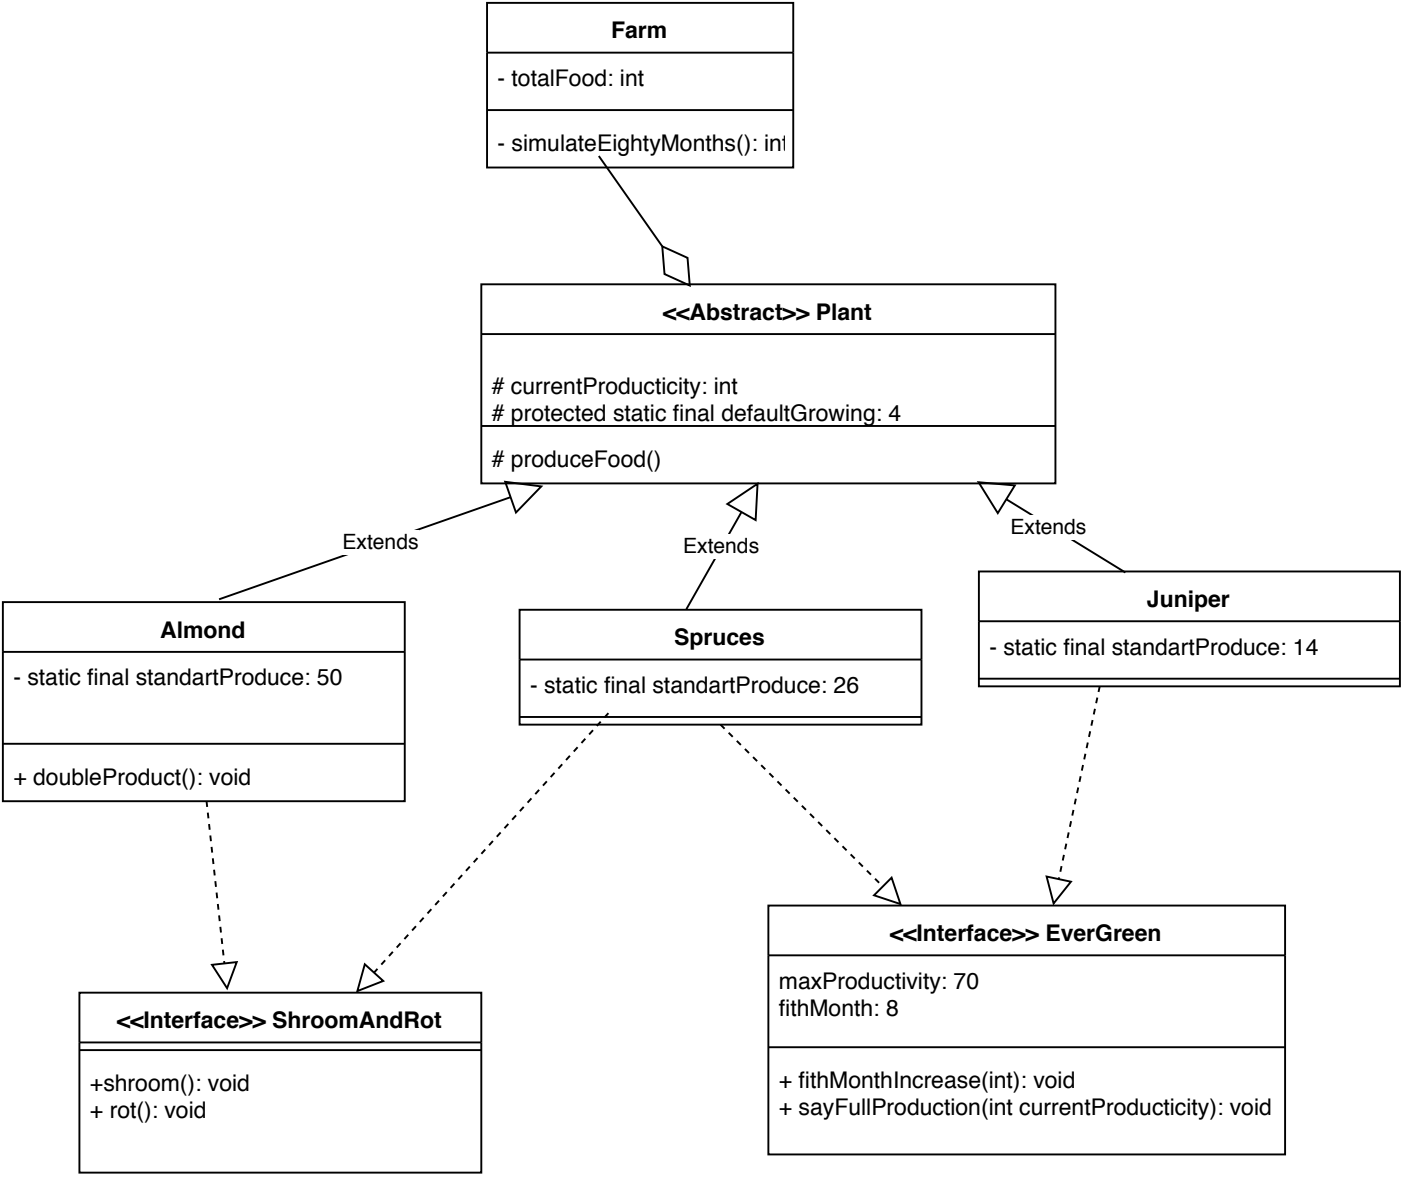 Farm
- totalFood: int
- simulateEightyMonths(): int
<<Abstract>> Plant
# currentProducticity: int
# protected static final defaultGrowing: 4
# produceFood()
Extends
Extends
Extends
Almond
- static final standartProduce: 50
+ doubleProduct(): void
Spruces
- static final standartProduce: 26
Juniper
- static final standartProduce: 14
<<Interface>> ShroomAndRot
+shroom(): void
+ rot(): void
<<Interface>> EverGreen
maxProductivity: 70
fithMonth: 8
+ fithMonthIncrease(int): void
+ sayFullProduction(int currentProducticity): void